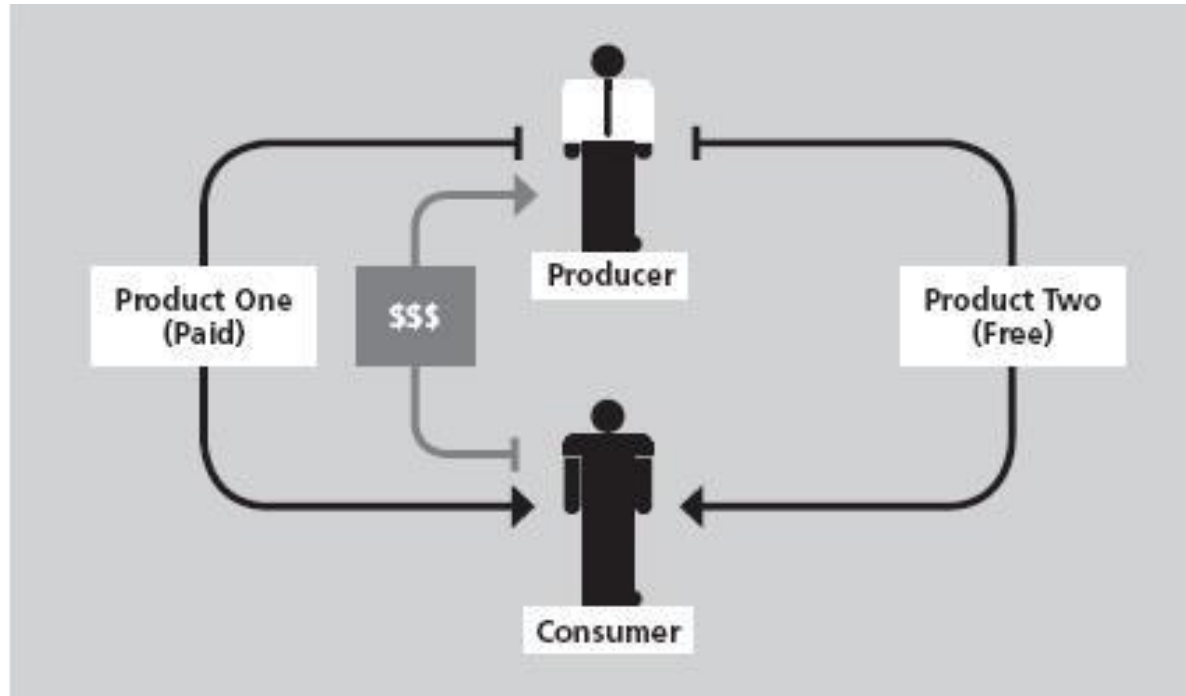 Producer
Product One
(Paid)
$$$
Product Two
(Free)
Consumer